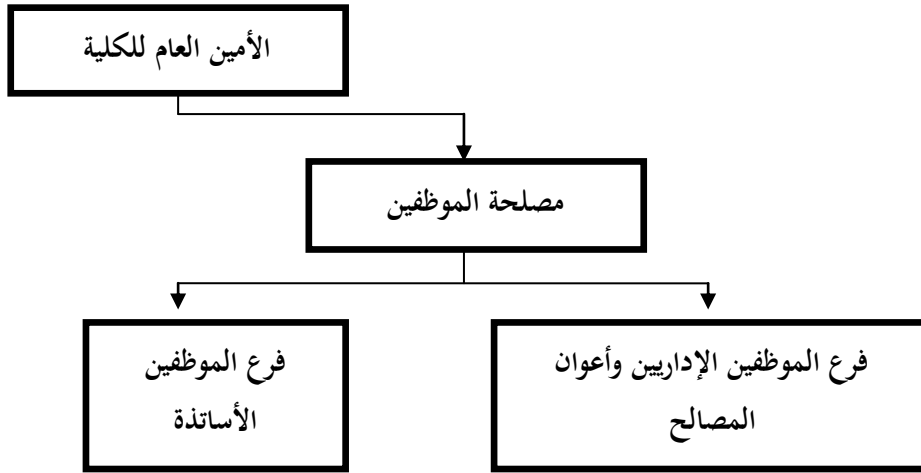 الأمين العام للكلية
مصلحة الموظفين
فرع الموظفين الإداريين وأعوان
المصالح
فرع الموظفين
الأساتذة